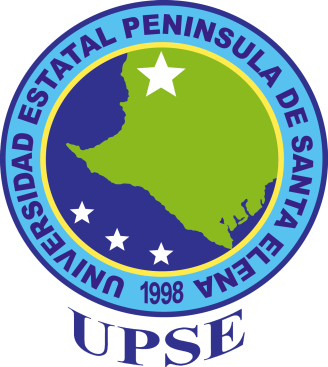 UNIVERSIDAD ESTATAL PENINSULA DE SANTA ELENA
1998
UPSE